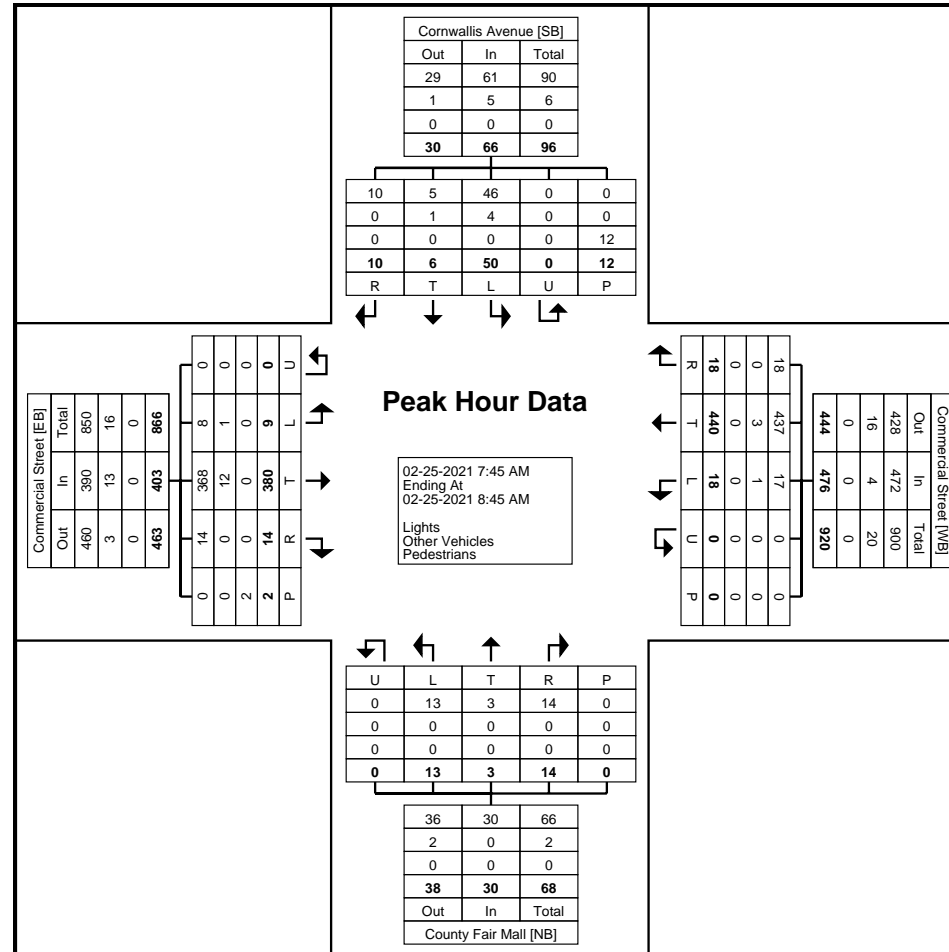 Cornwallis Avenue [SB]
Out In Total
29 61 90
1 5 6
0 0 0
30 66 96
10 5 46 0 0
0 1 4 0 0
0 0 0 0 12
10 6 50 0 12
R T L U P
Commercial Street [EB]
Total In Out
850 390 460
16 13 3
0 0 0
866 403 463
0 8 368 14 0
0 1 12 0 0
0 0 0 0 2
0 9 380 14 2
U L T R P
Peak Hour Data
02-25-2021 7:45 AM
Ending At
02-25-2021 8:45 AM
Lights
Other Vehicles
Pedestrians
R T L U P
18 440 18 0 0
0 0 0 0 0
0 3 1 0 0
18 437 17 0 0
444 476 920
0 0 0
16 4 20
428 472 900
Out In Total
Commercial Street [WB]
U L T R P
0 13 3 14 0
0 0 0 0 0
0 0 0 0 0
0 13 3 14 0
36 30 66
2 0 2
0 0 0
38 30 68
Out In Total
County Fair Mall [NB]